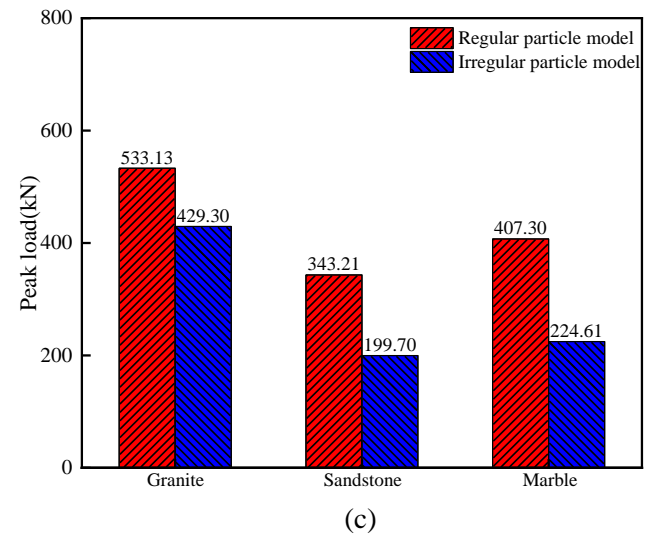 800
600
400
200
0
Peak load(kN)
Regular particle model
Irregular particle model
533.13
429.30
343.21
199.70
407.30
224.61
Granite
Sandstone
Marble
(c)